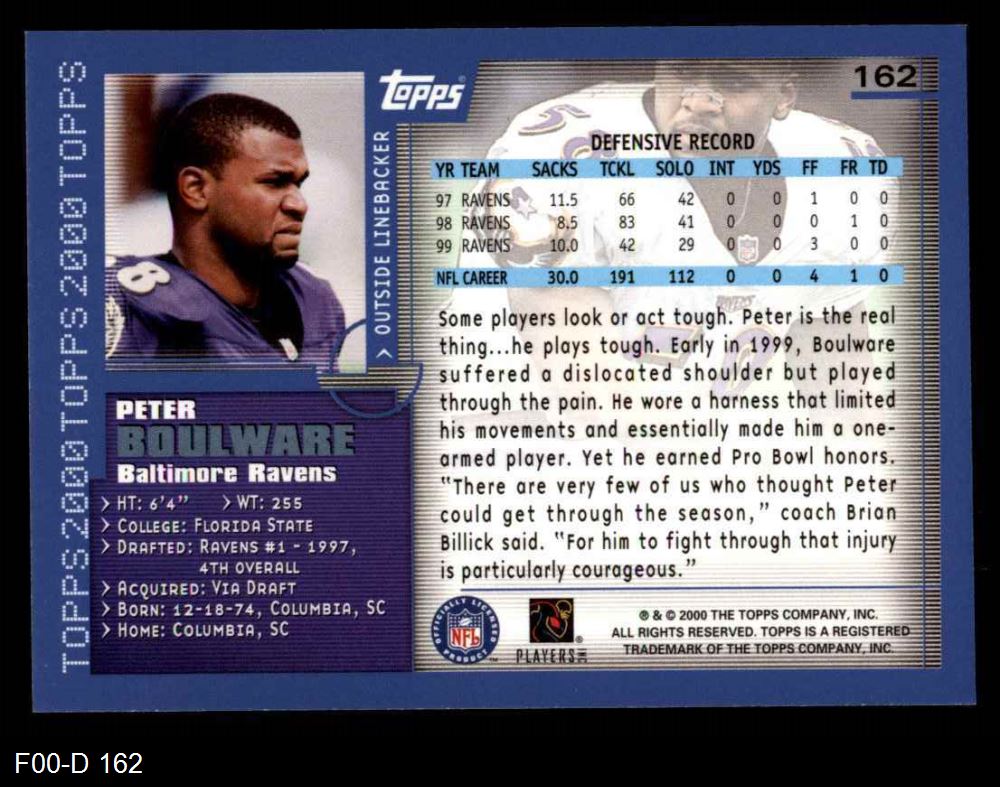 TOPPS 2000 TOPPS 2000 TOPPS 2000 TOPPS
Topps®
162
> OUTSIDE LINEBACKER
DEFENSIVE RECORD
YR TEAM SACKS TCKL SOLO INT YDS FF FR TD
97 RAVENS 11.5 66 42 0 0 1 0 0
98 RAVENS 8.5 83 41 0 0 0 1 0
99 RAVENS 10.0 42 29 0 0 3 0 0
NFL CAREER 30.0 191 112 0 0 4 1 0
Some players look or act tough. Peter is the real
thing...he plays tough. Early in 1999, Boulware
suffered a dislocated shoulder but played
through the pain. He wore a harness that limited
his movements and essentially made him a one-
armed player. Yet he earned Pro Bowl honors.
"There are very few of us who thought Peter
could get through the season," coach Brian
Billick said. "For him to fight through that injury
is particularly courageous."
PETER
BOULWARE
Baltimore Ravens
> HT: 6'4" > WT: 255
> COLLEGE: FLORIDA STATE
> DRAFTED: RAVENS #1 - 1997,
4TH OVERALL
> ACQUIRED: VIA DRAFT
> BORN: 12-18-74, COLUMBIA, SC
> HOME: COLUMBIA, SC
OFFICIALLY LICENSED
NFL
PRODUCT
PLAYERS INC
® & © 2000 THE TOPPS COMPANY, INC.
ALL RIGHTS RESERVED. TOPPS IS A REGISTERED
TRADEMARK OF THE TOPPS COMPANY, INC.
F00-D 162